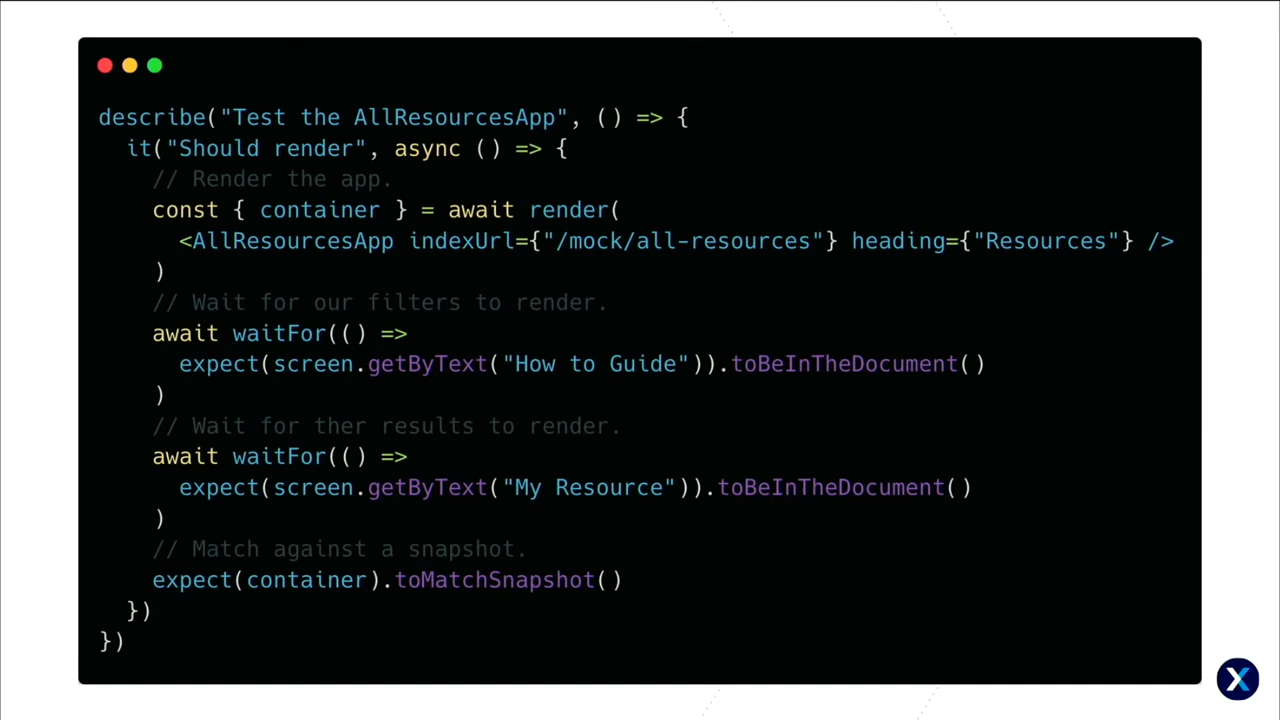 describe("Test the AllResourcesApp", () => {
it("Should render", async () => {
// Render the app.
const { container } = await render(
<AllResourcesApp indexUrl={"/mock/all-resources"} heading={"Resources"} />
)
// Wait for our filters to render.
await waitFor(() =>
expect(screen.getByText("How to Guide")).toBeInTheDocument()
)
// Wait for ther results to render.
await waitFor(() =>
expect(screen.getByText("My Resource")).toBeInTheDocument()
)
// Match against a snapshot.
expect(container).toMatchSnapshot()
})
})
X